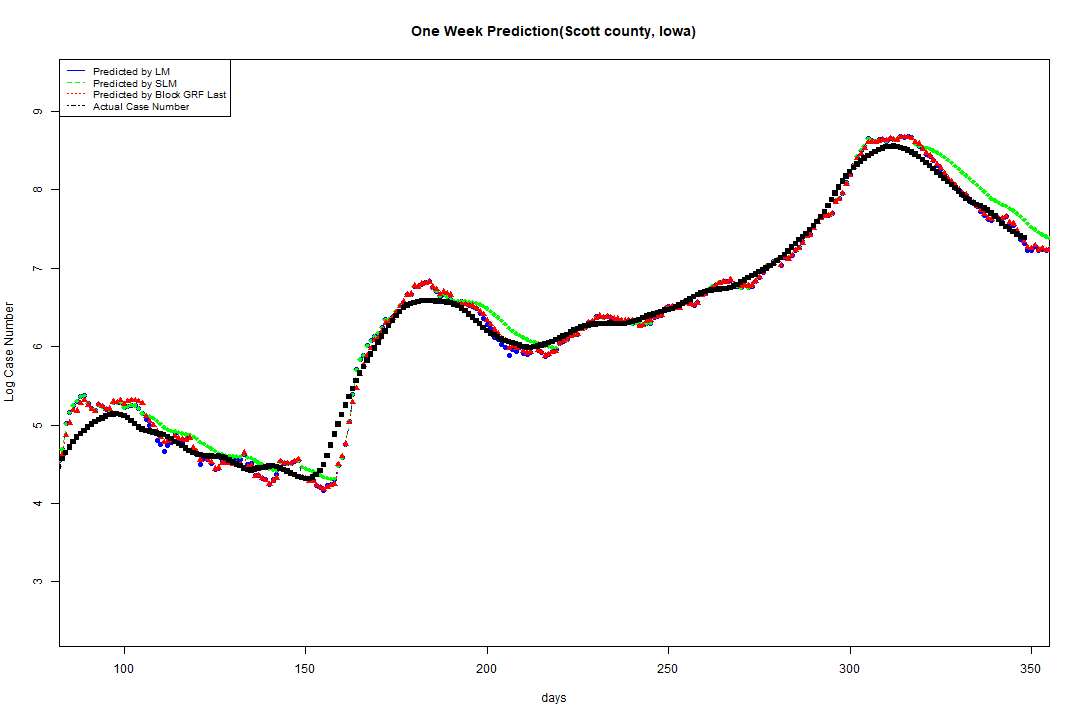 One Week Prediction(Scott county, Iowa)
Predicted by LM
Predicted by SLM
Predicted by Block GRF Last
Actual Case Number
9
8
7
6
5
4
3
Log Case Number
100 150 200 250 300 350
days